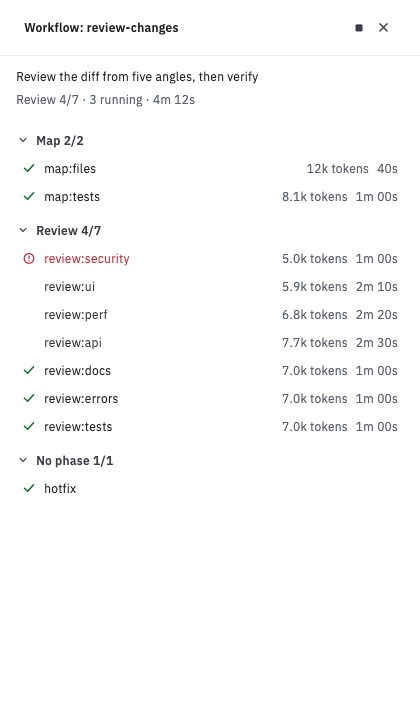 Workflow: review-changes
Review the diff from five angles, then verify
Review 4/7 · 3 running · 4m 12s
Map 2/2
map:files 12k tokens 40s
map:tests 8.1k tokens 1m 00s
Review 4/7
review:security 5.0k tokens 1m 00s
review:ui 5.9k tokens 2m 10s
review:perf 6.8k tokens 2m 20s
review:api 7.7k tokens 2m 30s
review:docs 7.0k tokens 1m 00s
review:errors 7.0k tokens 1m 00s
review:tests 7.0k tokens 1m 00s
No phase 1/1
hotfix